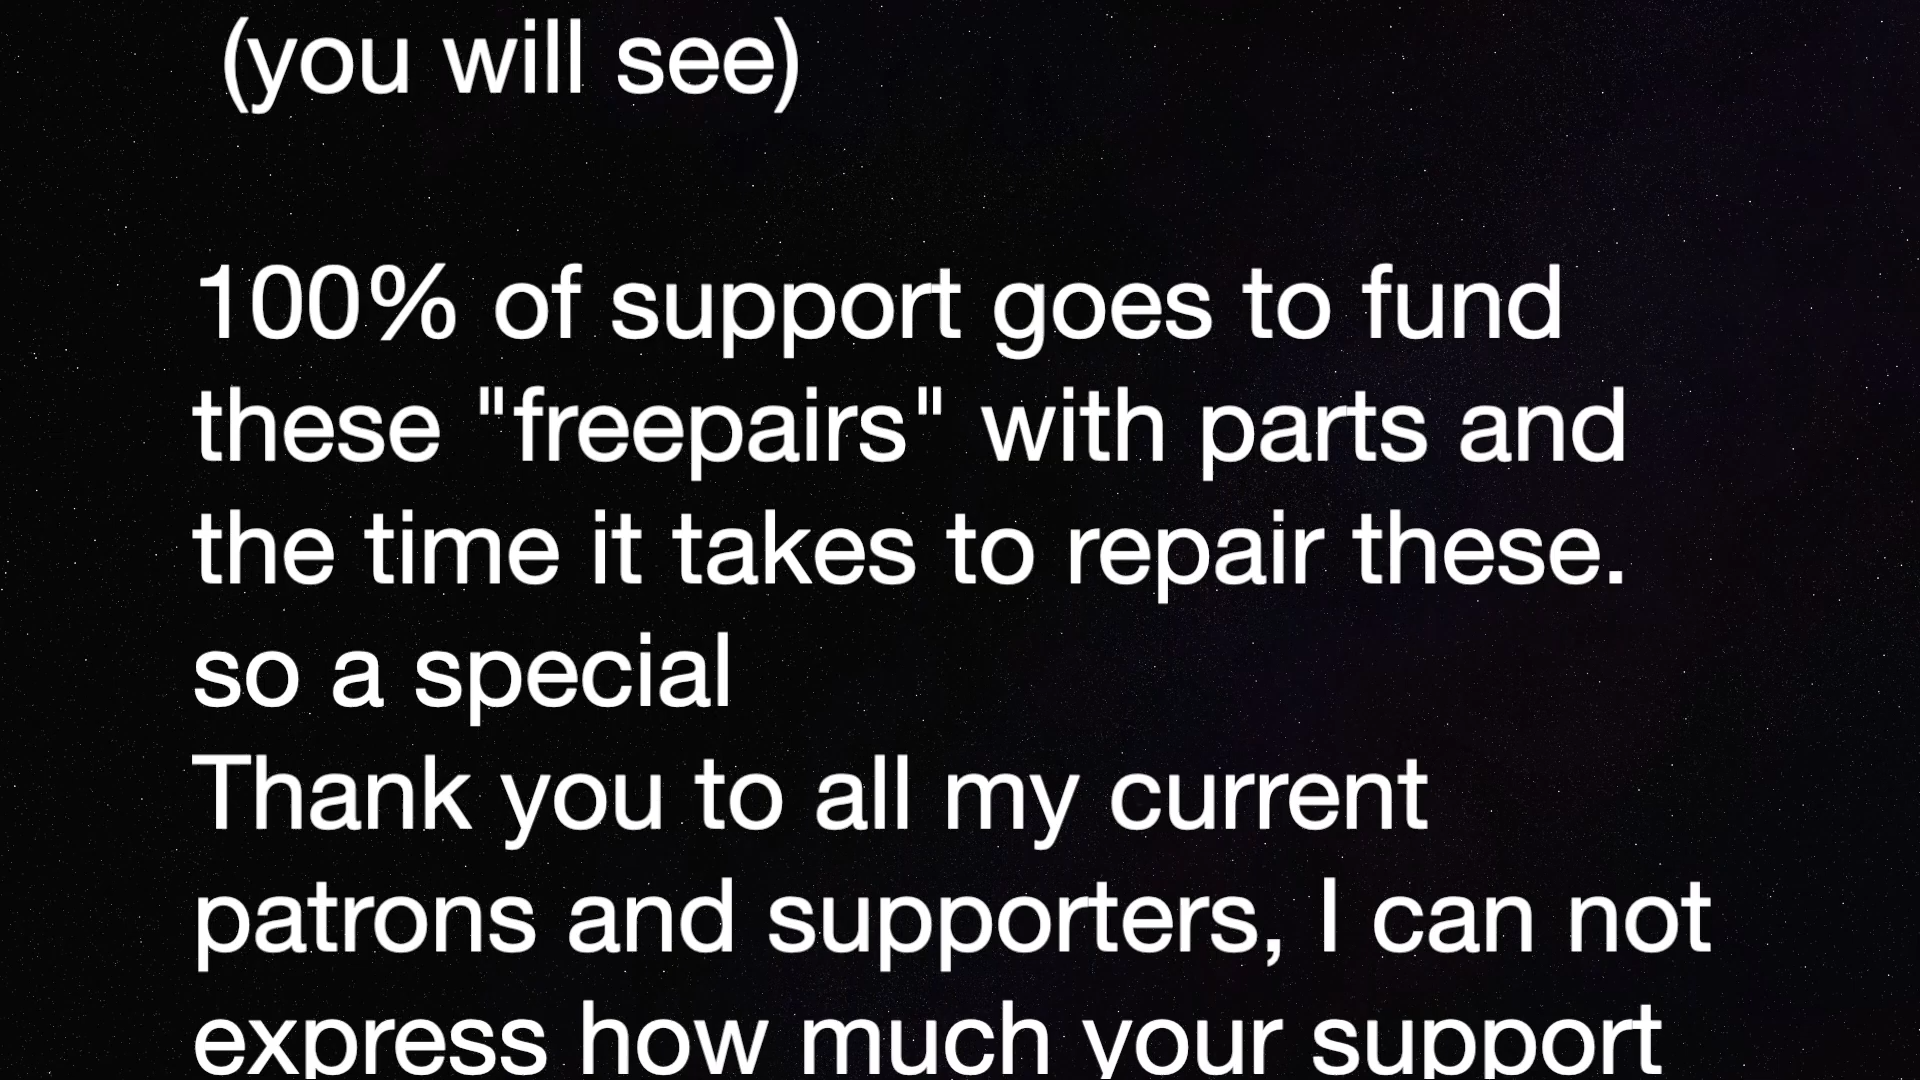 (you will see)
100% of support goes to fund
these "freepairs" with parts and
the time it takes to repair these.
so a special
Thank you to all my current
patrons and supporters, I can not
express how much your support